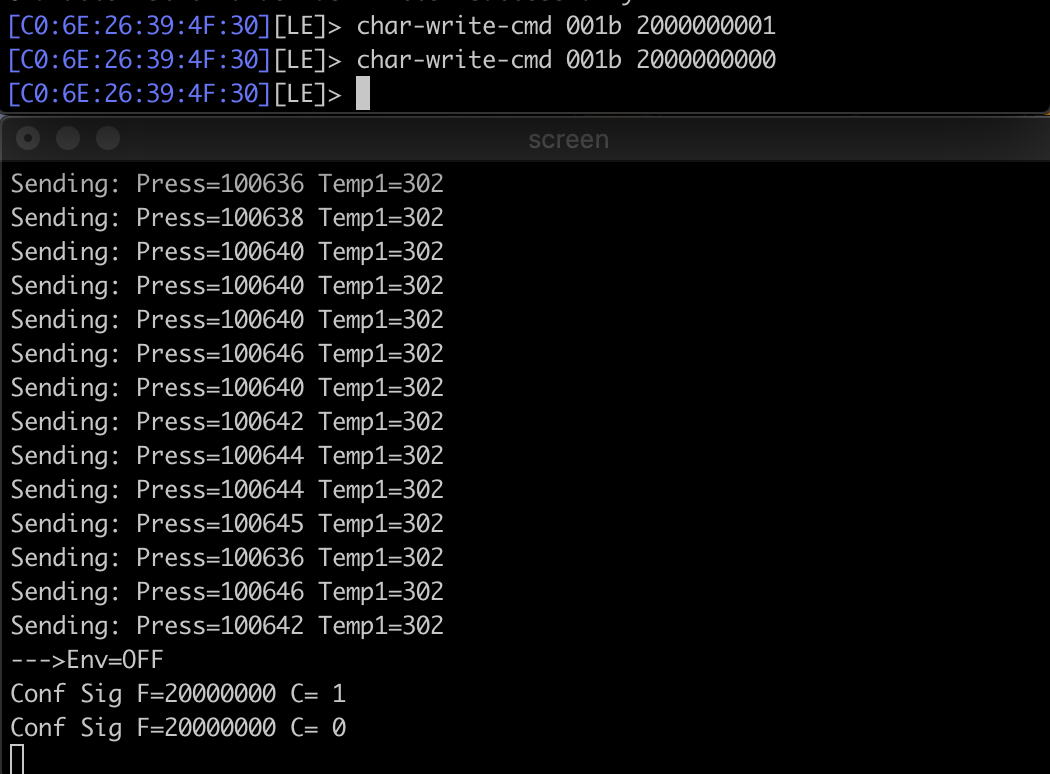 [C0:6E:26:39:4F:30][LE]> char-write-cmd 001b 2000000001
[C0:6E:26:39:4F:30][LE]> char-write-cmd 001b 2000000000
[C0:6E:26:39:4F:30][LE]>
screen
Sending: Press=100636 Temp1=302
Sending: Press=100638 Temp1=302
Sending: Press=100640 Temp1=302
Sending: Press=100640 Temp1=302
Sending: Press=100640 Temp1=302
Sending: Press=100646 Temp1=302
Sending: Press=100640 Temp1=302
Sending: Press=100642 Temp1=302
Sending: Press=100644 Temp1=302
Sending: Press=100644 Temp1=302
Sending: Press=100645 Temp1=302
Sending: Press=100636 Temp1=302
Sending: Press=100646 Temp1=302
Sending: Press=100642 Temp1=302
--->Env=OFF
Conf Sig F=20000000 C= 1
Conf Sig F=20000000 C= 0